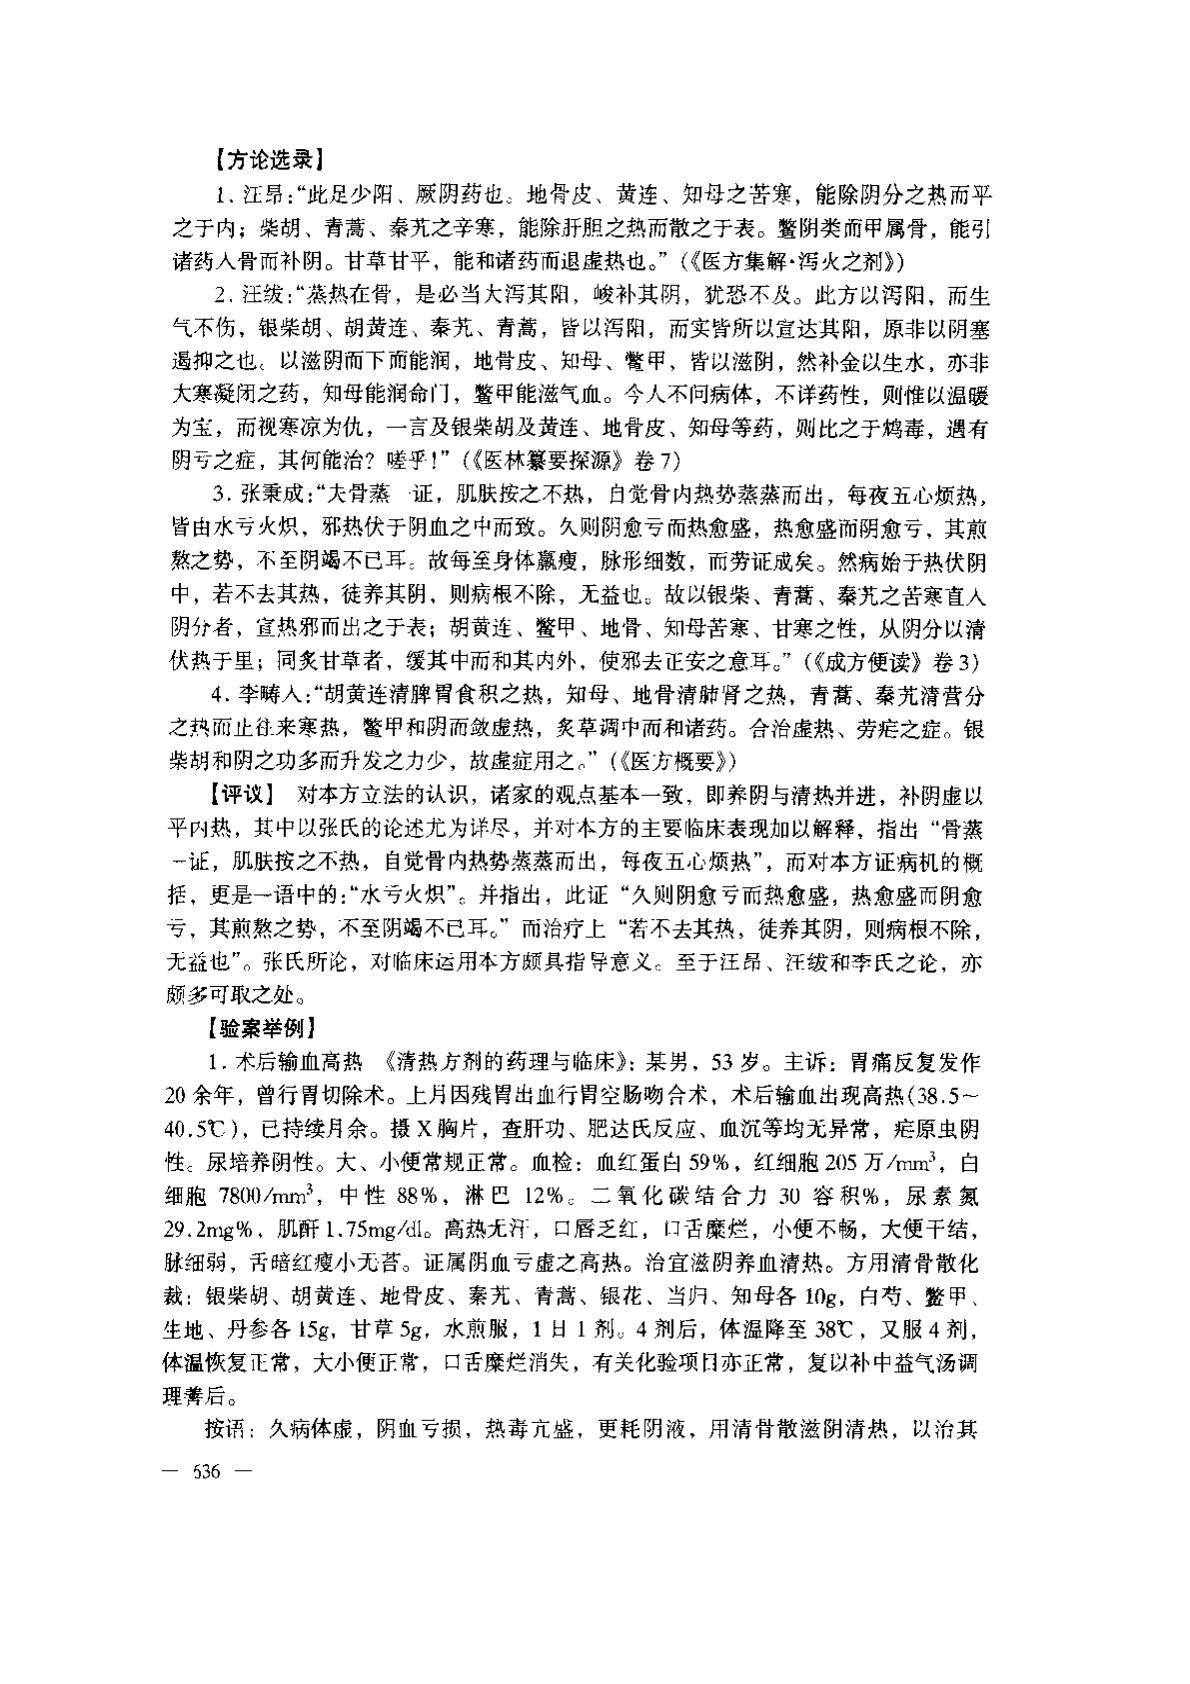 【方论选录】
1. 汪昂:“此足少阳、厥阴药也。地骨皮、黄连、知母之苦寒，能除阴分之热而平
之于内；柴胡、青蒿、秦艽之辛寒，能除肝胆之热而散之于表。鳖阴类而甲属骨，能引
诸药入骨而补阴。甘草甘平，能和诸药而退虚热也。”(《医方集解·泻火之剂》)
2. 汪绂:“蒸热在骨，是必当大泻其阳，峻补其阴，犹恐不及。此方以泻阳，而生
气不伤，银柴胡、胡黄连、秦艽、青蒿，皆以泻阳，而实皆所以宣达其阳，原非以阴塞
遏抑之也。以滋阴而下而能润，地骨皮、知母、鳖甲，皆以滋阴，然补金以生水，亦非
大寒凝闭之药，知母能润命门，鳖甲能滋气血。今人不问病体，不详药性，则惟以温暖
为宝，而视寒凉为仇，一言及银柴胡及黄连、地骨皮、知母等药，则比之于鸩毒，遇有
阴亏之症，其何能治？嗟乎!”(《医林纂要探源》卷7)
3. 张秉成:“夫骨蒸一证，肌肤按之不热，自觉骨内热势蒸蒸而出，每夜五心烦热，
皆由水亏火炽，邪热伏于阴血之中而致。久则阴愈亏而热愈盛，热愈盛而阴愈亏，其煎
熬之势，不至阴竭不已耳。故每至身体羸瘦，脉形细数，而劳证成矣。然病始于热伏阴
中，若不去其热，徒养其阴，则病根不除，无益也。故以银柴、青蒿、秦艽之苦寒直入
阴分者，宣热邪而出之于表；胡黄连、鳖甲、地骨、知母苦寒、甘寒之性，从阴分以清
伏热于里；同炙甘草者，缓其中而和其内外，使邪去正安之意耳。”(《成方便读》卷3)
4. 李畴人:“胡黄连清脾胃食积之热，知母、地骨清肺肾之热，青蒿、秦艽清营分
之热而止往来寒热，鳖甲和阴而敛虚热，炙草调中而和诸药。合治虚热、劳疟之症。银
柴胡和阴之功多而升发之力少，故虚症用之。”(《医方概要》)
【评议】 对本方立法的认识，诸家的观点基本一致，即养阴与清热并进，补阴虚以
平内热，其中以张氏的论述尤为详尽，并对本方的主要临床表现加以解释，指出“骨蒸
一证，肌肤按之不热，自觉骨内热势蒸蒸而出，每夜五心烦热”，而对本方证病机的概
括，更是一语中的:“水亏火炽”。并指出，此证“久则阴愈亏而热愈盛，热愈盛而阴愈
亏，其煎熬之势，不至阴竭不已耳。”而治疗上“若不去其热，徒养其阴，则病根不除，
无益也”。张氏所论，对临床运用本方颇具指导意义。至于汪昂、汪绂和李氏之论，亦
颇多可取之处。
【验案举例】
1. 术后输血高热 《清热方剂的药理与临床》：某男，53岁。主诉：胃痛反复发作
20余年，曾行胃切除术。上月因残胃出血行胃空肠吻合术，术后输血出现高热(38.5～
40.5℃)，已持续月余。摄X胸片，查肝功、肥达氏反应、血沉等均无异常，疟原虫阴
性。尿培养阴性。大、小便常规正常。血检：血红蛋白59%，红细胞205万/mm³，白
细胞 7800/mm³，中性 88%，淋巴 12%。二氧化碳结合力 30 容积%，尿素氮
29.2mg%，肌酐1.75mg/dl。高热无汗，口唇乏红，口舌糜烂，小便不畅，大便干结，
脉细弱，舌暗红瘦小无苔。证属阴血亏虚之高热。治宜滋阴养血清热。方用清骨散化
裁：银柴胡、胡黄连、地骨皮、秦艽、青蒿、银花、当归、知母各10g，白芍、鳖甲、
生地、丹参各15g，甘草5g，水煎服，1日1剂。4剂后，体温降至38℃，又服4剂，
体温恢复正常，大小便正常，口舌糜烂消失，有关化验项目亦正常，复以补中益气汤调
理善后。
按语：久病体虚，阴血亏损，热毒亢盛，更耗阴液，用清骨散滋阴清热，以治其
— 636 —